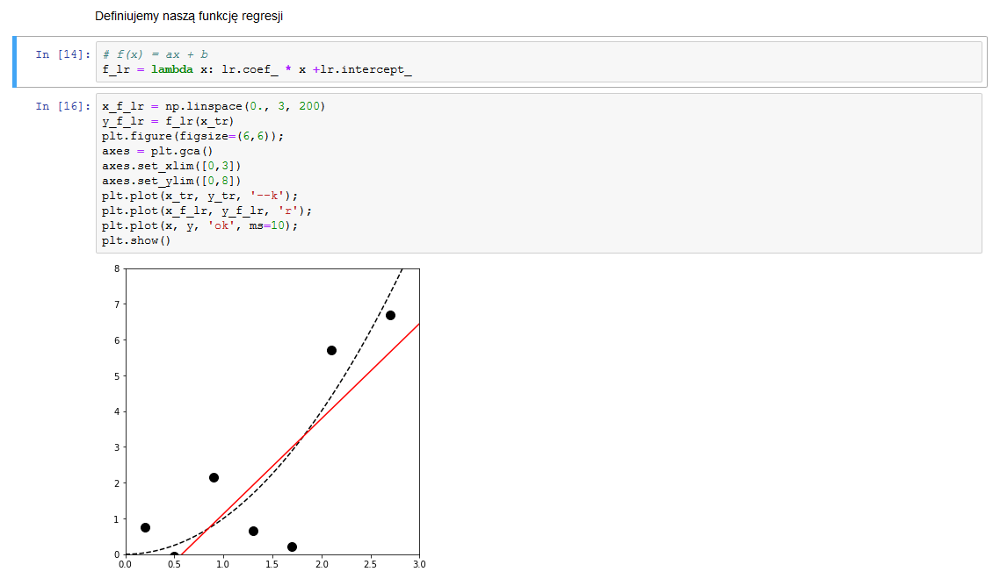 Definiujemy naszą funkcję regresji
In [14]: # f(x) = ax + b
f_lr = lambda x: lr.coef_ * x +lr.intercept_
In [16]: x_f_lr = np.linspace(0., 3, 200)
y_f_lr = f_lr(x_tr)
plt.figure(figsize=(6,6));
axes = plt.gca()
axes.set_xlim([0,3])
axes.set_ylim([0,8])
plt.plot(x_tr, y_tr, '--k');
plt.plot(x_f_lr, y_f_lr, 'r');
plt.plot(x, y, 'ok', ms=10);
plt.show()
8
7
6
5
4
3
2
1
0
0.0 0.5 1.0 1.5 2.0 2.5 3.0